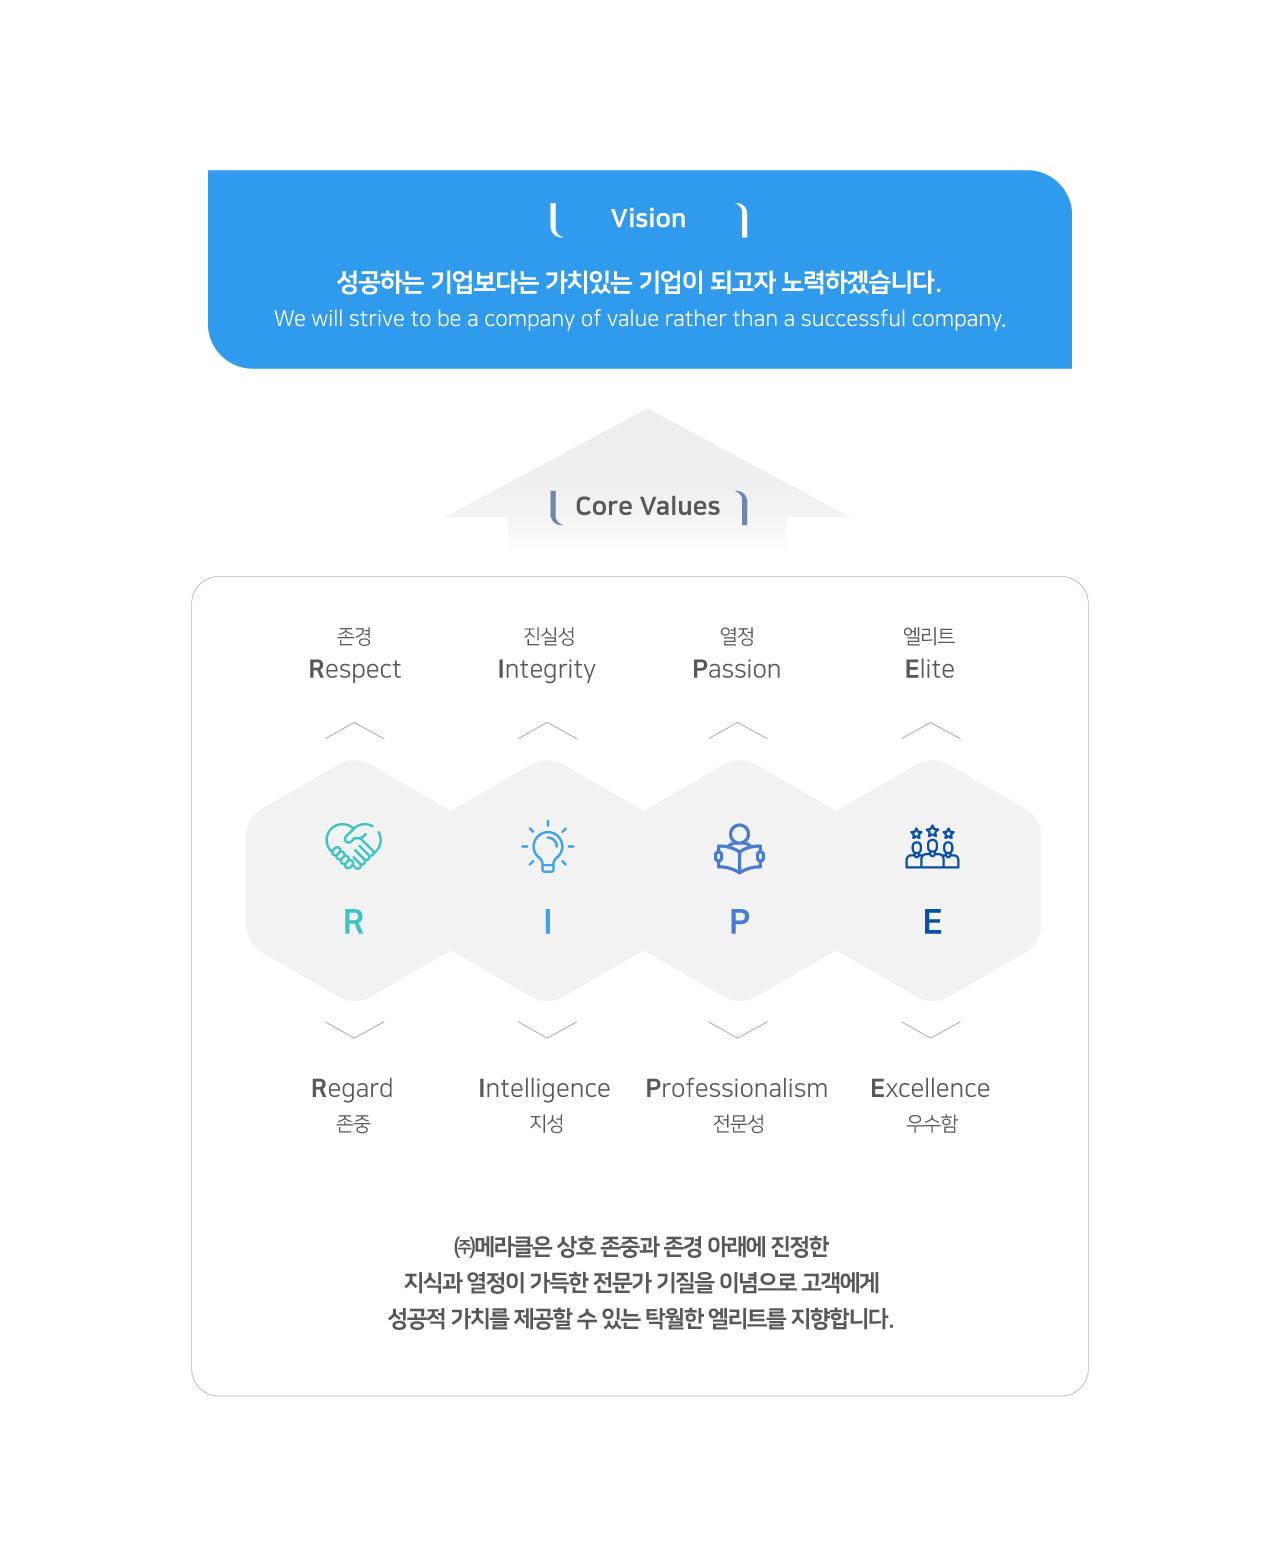 Vision
성공하는 기업보다는 가치있는 기업이 되고자 노력하겠습니다.
We will strive to be a company of value rather than a successful company.
Core Values
존경 진실성 열정 엘리트
Respect Integrity Passion Elite
R I P E
Regard Intelligence Professionalism Excellence
존중 지성 전문성 우수함
㈜메라클은 상호 존중과 존경 아래에 진정한
지식과 열정이 가득한 전문가 기질을 이념으로 고객에게
성공적 가치를 제공할 수 있는 탁월한 엘리트를 지향합니다.